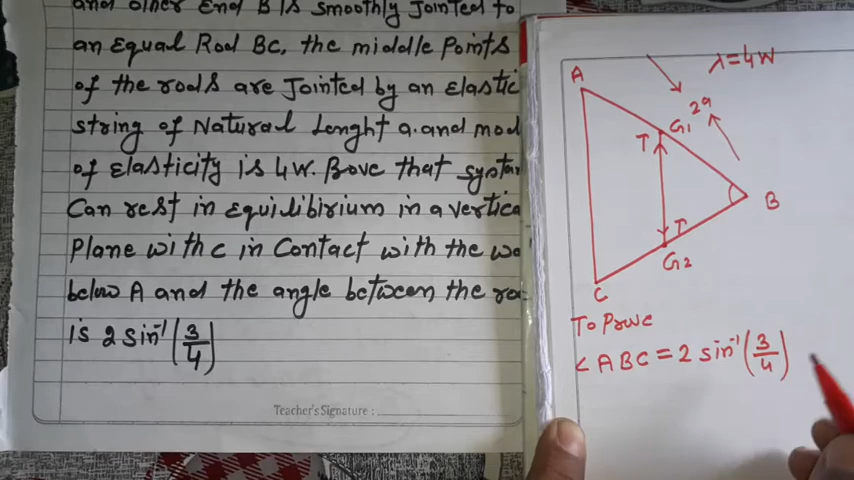 and other End B is smoothly Jointed to
an Equal Rod BC, the middle Points
of the rods are Jointed by an Elastic
string of Natural Lenght a. and mod
of Elasticity is 4W. Prove that system
Can rest in Equilibirium in a vertica
Plane with c in Contact with the wa
below A and the angle between the ro
is 2 sin⁻¹(3/4)
Teacher's Signature :
λ=4W
A
2a
G1
T
B
T
G2
C
To Prove
∠ABC = 2 sin⁻¹(3/4)